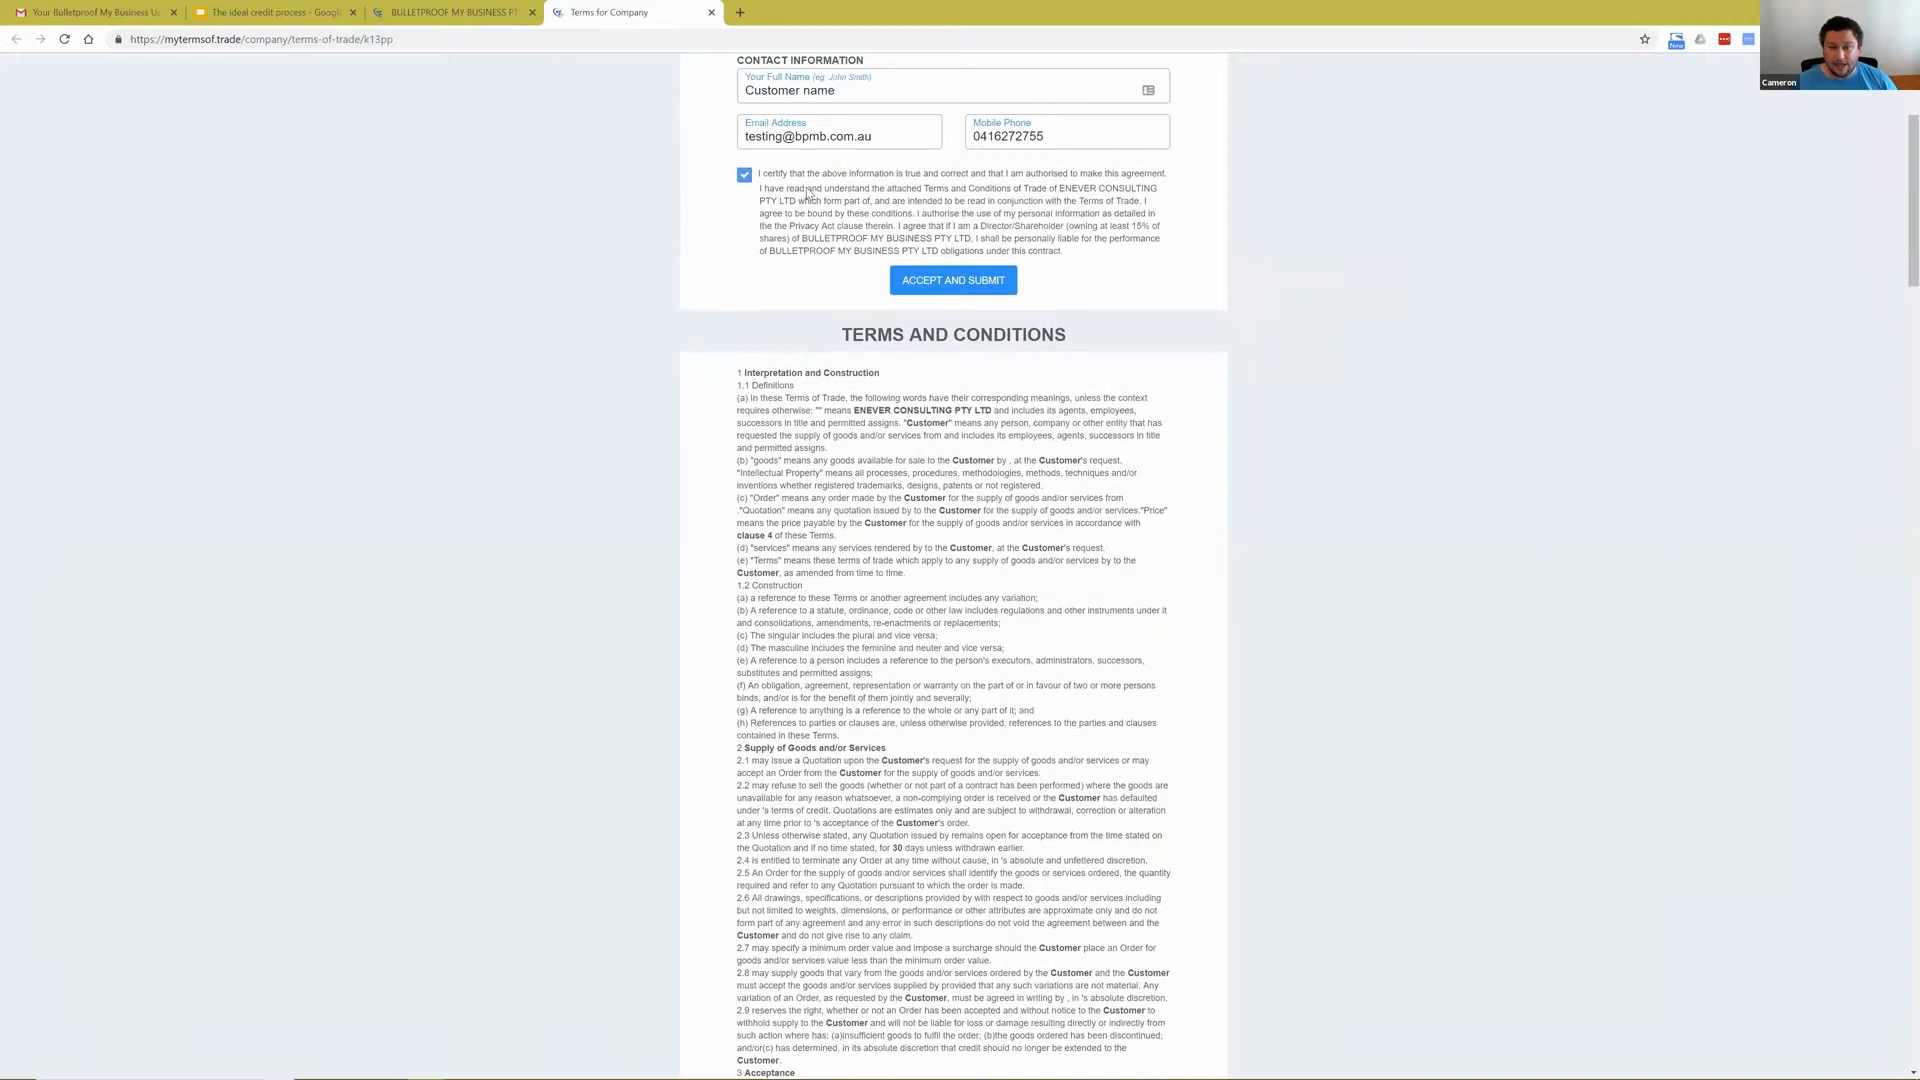 Your Bulletproof My Business Us
The ideal credit process - Google
BULLETPROOF MY BUSINESS PT
Terms for Company
https://mytermsof.trade/company/terms-of-trade/k13pp
New
Cameron
CONTACT INFORMATION
Your Full Name (eg: John Smith)
Customer name
Email Address
testing@bpmb.com.au
Mobile Phone
0416272755
I certify that the above information is true and correct and that I am authorised to make this agreement.
I have read and understand the attached Terms and Conditions of Trade of ENEVER CONSULTING
PTY LTD which form part of, and are intended to be read in conjunction with the Terms of Trade. I
agree to be bound by these conditions. I authorise the use of my personal information as detailed in
the the Privacy Act clause therein. I agree that if I am a Director/Shareholder (owning at least 15% of
shares) of BULLETPROOF MY BUSINESS PTY LTD, I shall be personally liable for the performance
of BULLETPROOF MY BUSINESS PTY LTD obligations under this contract.
ACCEPT AND SUBMIT
TERMS AND CONDITIONS
1 Interpretation and Construction
1.1 Definitions
(a) In these Terms of Trade, the following words have their corresponding meanings, unless the context
requires otherwise: "" means ENEVER CONSULTING PTY LTD and includes its agents, employees,
successors in title and permitted assigns. "Customer" means any person, company or other entity that has
requested the supply of goods and/or services from and includes its employees, agents, successors in title
and permitted assigns.
(b) "goods" means any goods available for sale to the Customer by , at the Customer's request.
"Intellectual Property" means all processes, procedures, methodologies, methods, techniques and/or
inventions whether registered trademarks, designs, patents or not registered.
(c) "Order" means any order made by the Customer for the supply of goods and/or services from
."Quotation" means any quotation issued by to the Customer for the supply of goods and/or services."Price"
means the price payable by the Customer for the supply of goods and/or services in accordance with
clause 4 of these Terms.
(d) "services" means any services rendered by to the Customer, at the Customer's request.
(e) "Terms" means these terms of trade which apply to any supply of goods and/or services by to the
Customer, as amended from time to time.
1.2 Construction
(a) a reference to these Terms or another agreement includes any variation;
(b) A reference to a statute, ordinance, code or other law includes regulations and other instruments under it
and consolidations, amendments, re-enactments or replacements;
(c) The singular includes the plural and vice versa;
(d) The masculine includes the feminine and neuter and vice versa;
(e) A reference to a person includes a reference to the person's executors, administrators, successors,
substitutes and permitted assigns;
(f) An obligation, agreement, representation or warranty on the part of or in favour of two or more persons
binds, and/or is for the benefit of them jointly and severally;
(g) A reference to anything is a reference to the whole or any part of it; and
(h) References to parties or clauses are, unless otherwise provided, references to the parties and clauses
contained in these Terms.
2 Supply of Goods and/or Services
2.1 may issue a Quotation upon the Customer's request for the supply of goods and/or services or may
accept an Order from the Customer for the supply of goods and/or services.
2.2 may refuse to sell the goods (whether or not part of a contract has been performed) where the goods are
unavailable for any reason whatsoever, a non-complying order is received or the Customer has defaulted
under 's terms of credit. Quotations are estimates only and are subject to withdrawal, correction or alteration
at any time prior to 's acceptance of the Customer's order.
2.3 Unless otherwise stated, any Quotation issued by remains open for acceptance from the time stated on
the Quotation and if no time stated, for 30 days unless withdrawn earlier.
2.4 is entitled to terminate any Order at any time without cause, in 's absolute and unfettered discretion.
2.5 An Order for the supply of goods and/or services shall identify the goods or services ordered, the quantity
required and refer to any Quotation pursuant to which the order is made.
2.6 All drawings, specifications, or descriptions provided by with respect to goods and/or services including
but not limited to weights, dimensions, or performance or other attributes are approximate only and do not
form part of any agreement and any error in such descriptions do not void the agreement between and the
Customer and do not give rise to any claim.
2.7 may specify a minimum order value and impose a surcharge should the Customer place an Order for
goods and/or services value less than the minimum order value.
2.8 may supply goods that vary from the goods and/or services ordered by the Customer and the Customer
must accept the goods and/or services supplied by provided that any such variations are not material. Any
variation of an Order, as requested by the Customer, must be agreed in writing by , in 's absolute discretion.
2.9 reserves the right, whether or not an Order has been accepted and without notice to the Customer to
withhold supply to the Customer and will not be liable for loss or damage resulting directly or indirectly from
such action where has: (a)insufficient goods to fulfil the order; (b)the goods ordered has been discontinued;
and/or(c) has determined, in its absolute discretion that credit should no longer be extended to the
Customer.
3 Acceptance